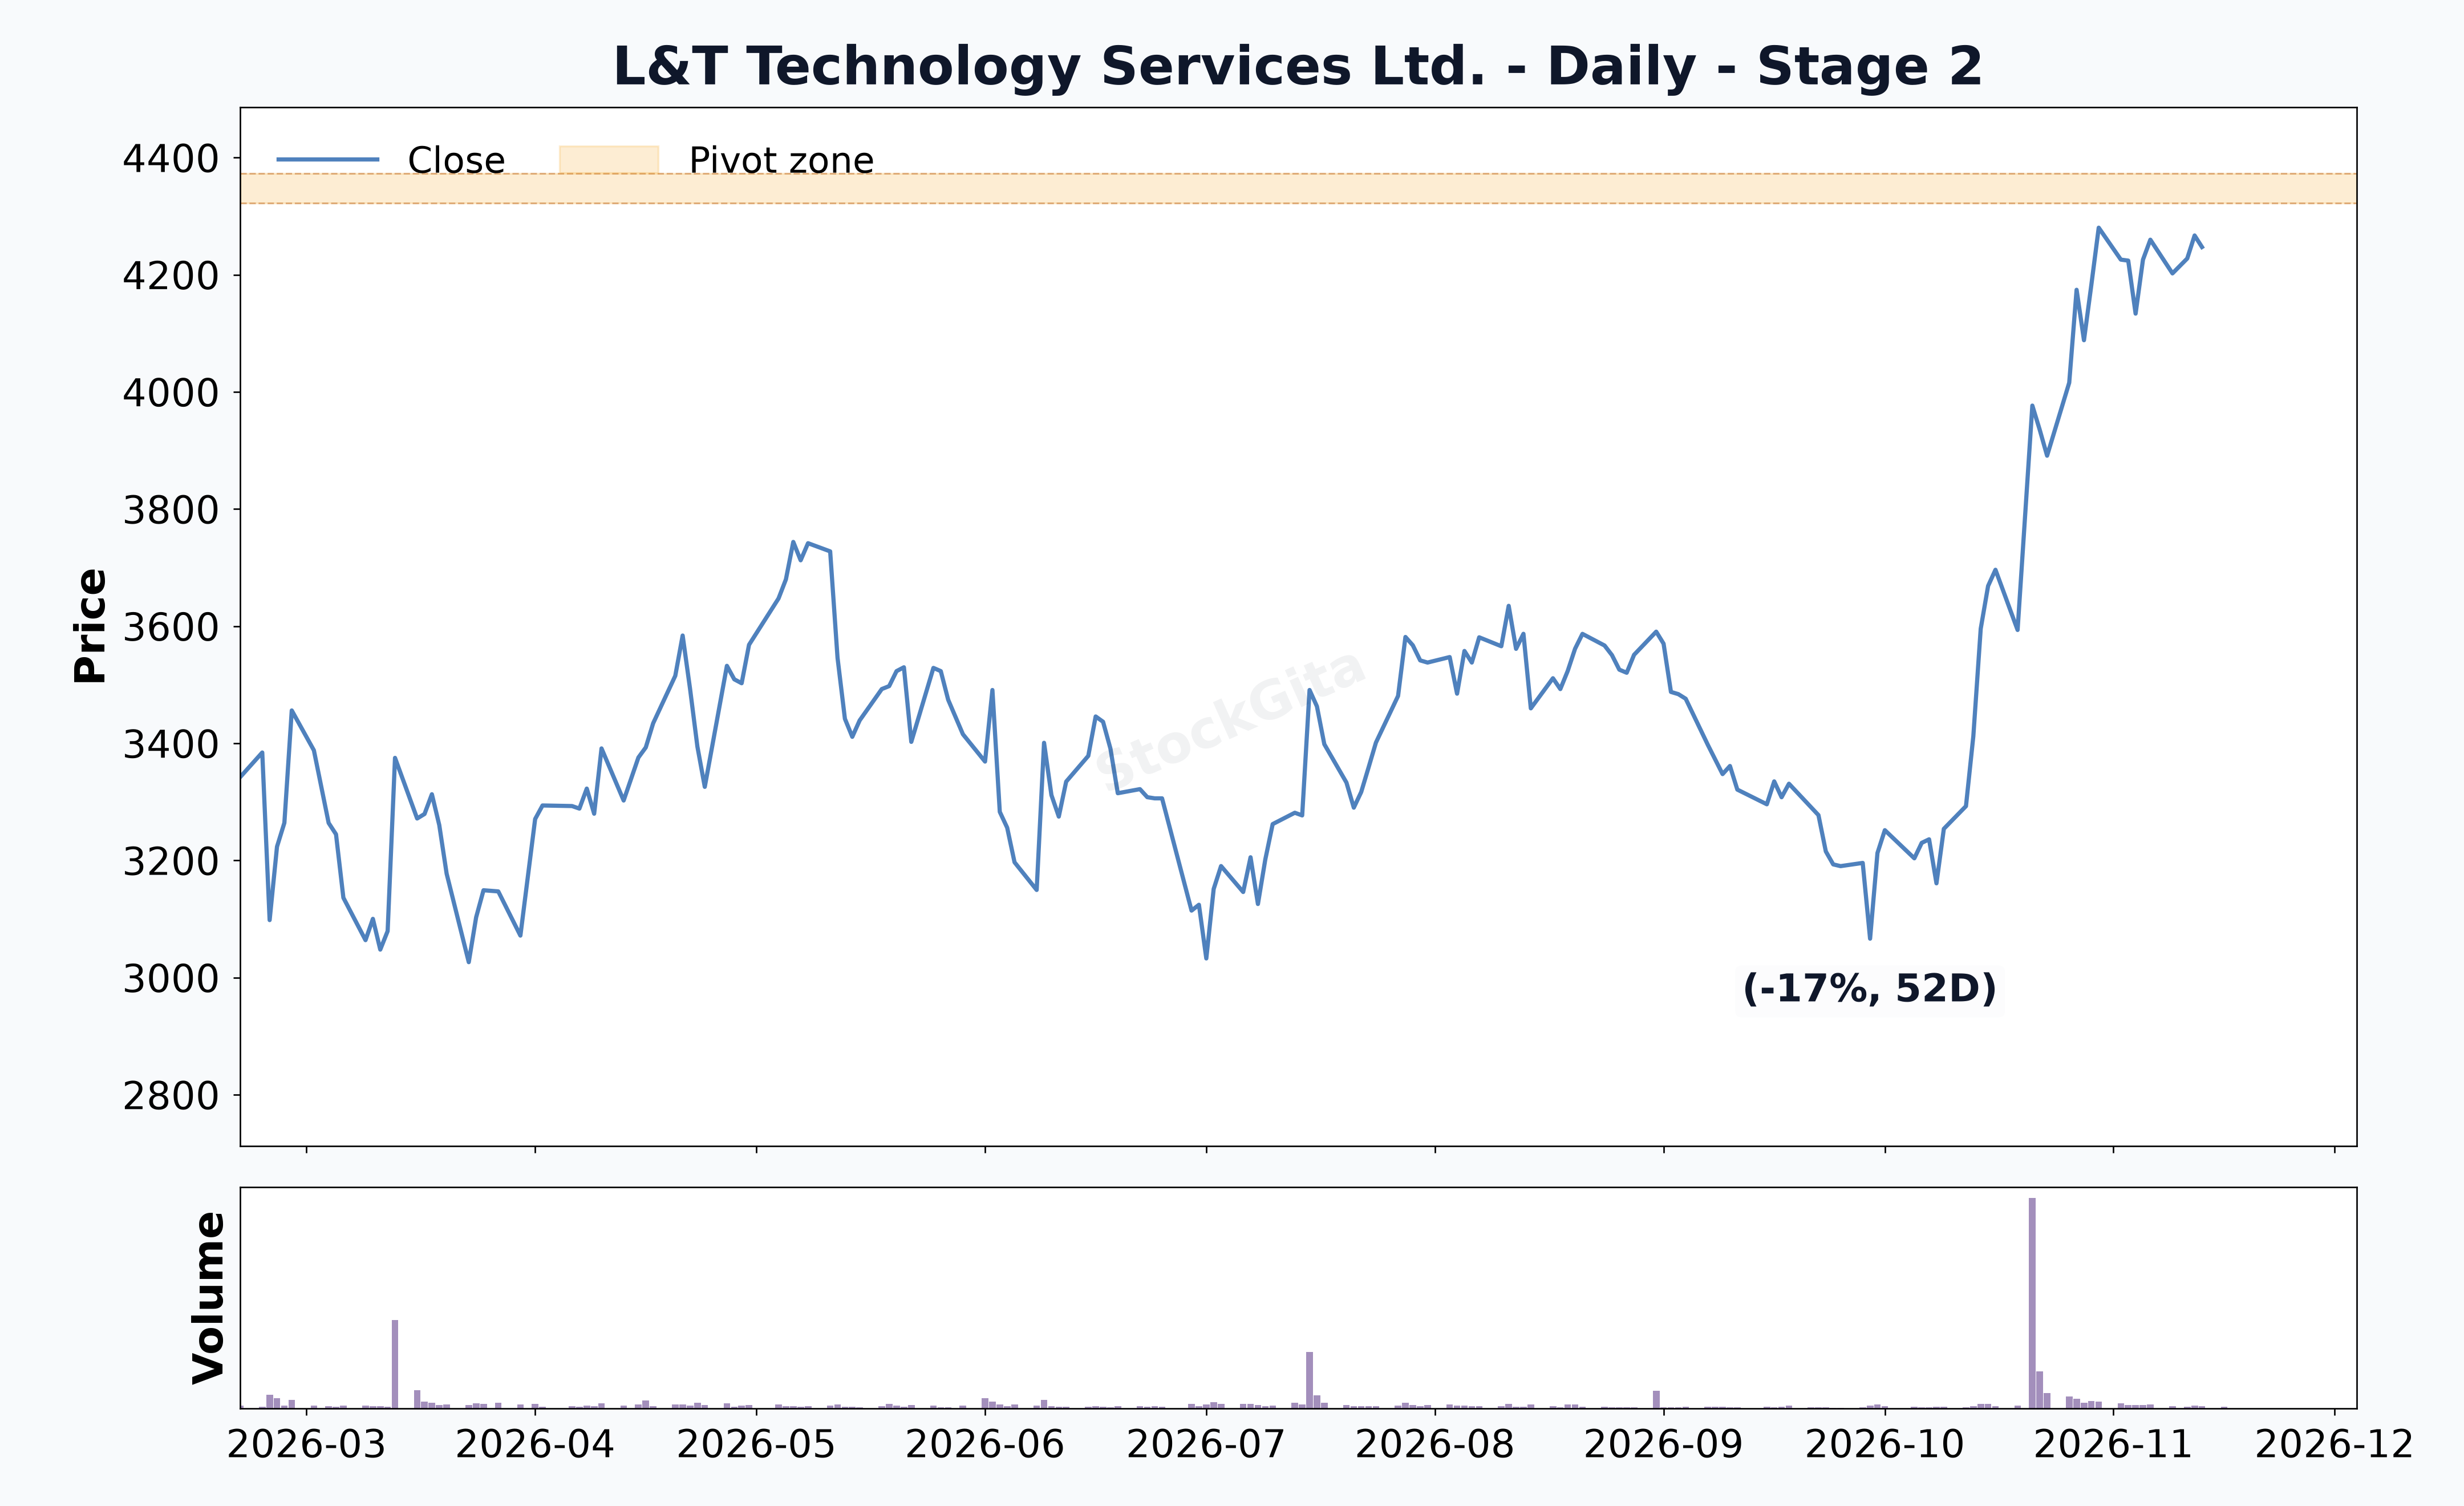 L&T Technology Services Ltd. - Daily - Stage 2
Close
Pivot zone
4400
4200
4000
3800
3600
3400
3200
3000
2800
Price
StockGita
(-17%, 52D)
Volume
2026-03
2026-04
2026-05
2026-06
2026-07
2026-08
2026-09
2026-10
2026-11
2026-12